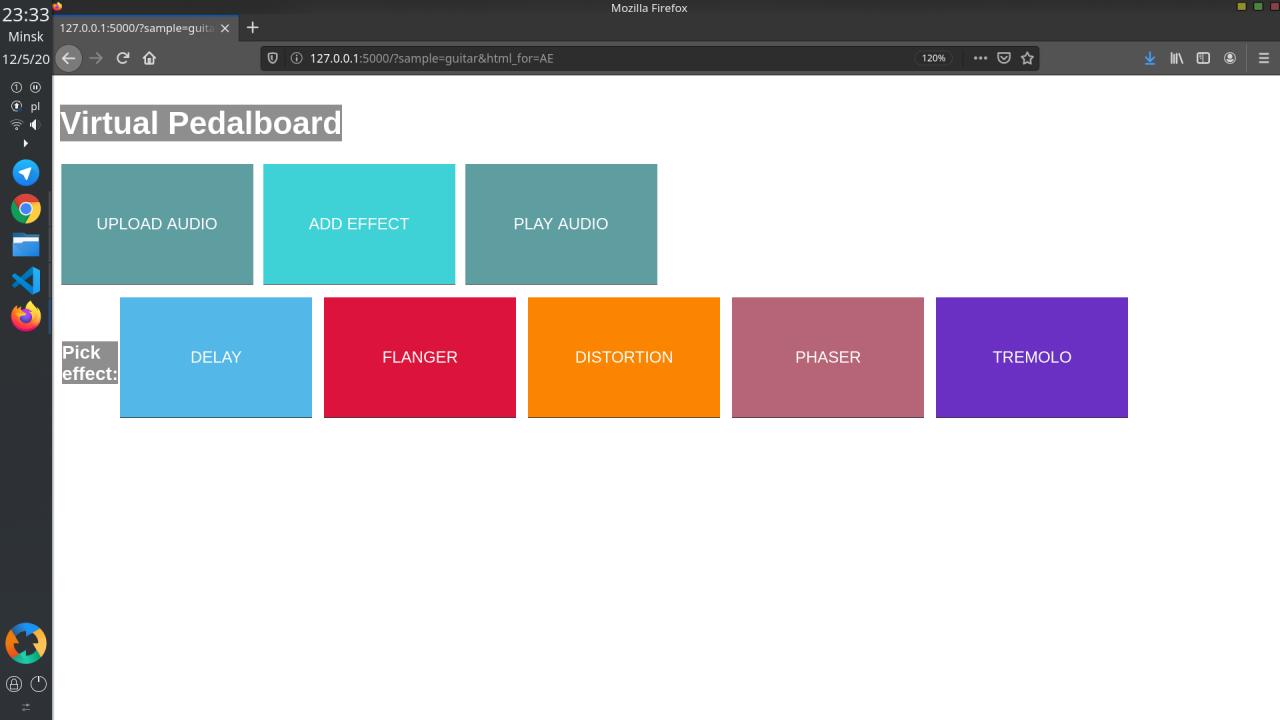 Mozilla Firefox
23:33
Minsk
12/5/20
pl
127.0.0.1:5000/?sample=guita
127.0.0.1:5000/?sample=guitar&html_for=AE
120%
Virtual Pedalboard
UPLOAD AUDIO
ADD EFFECT
PLAY AUDIO
Pick
effect:
DELAY
FLANGER
DISTORTION
PHASER
TREMOLO